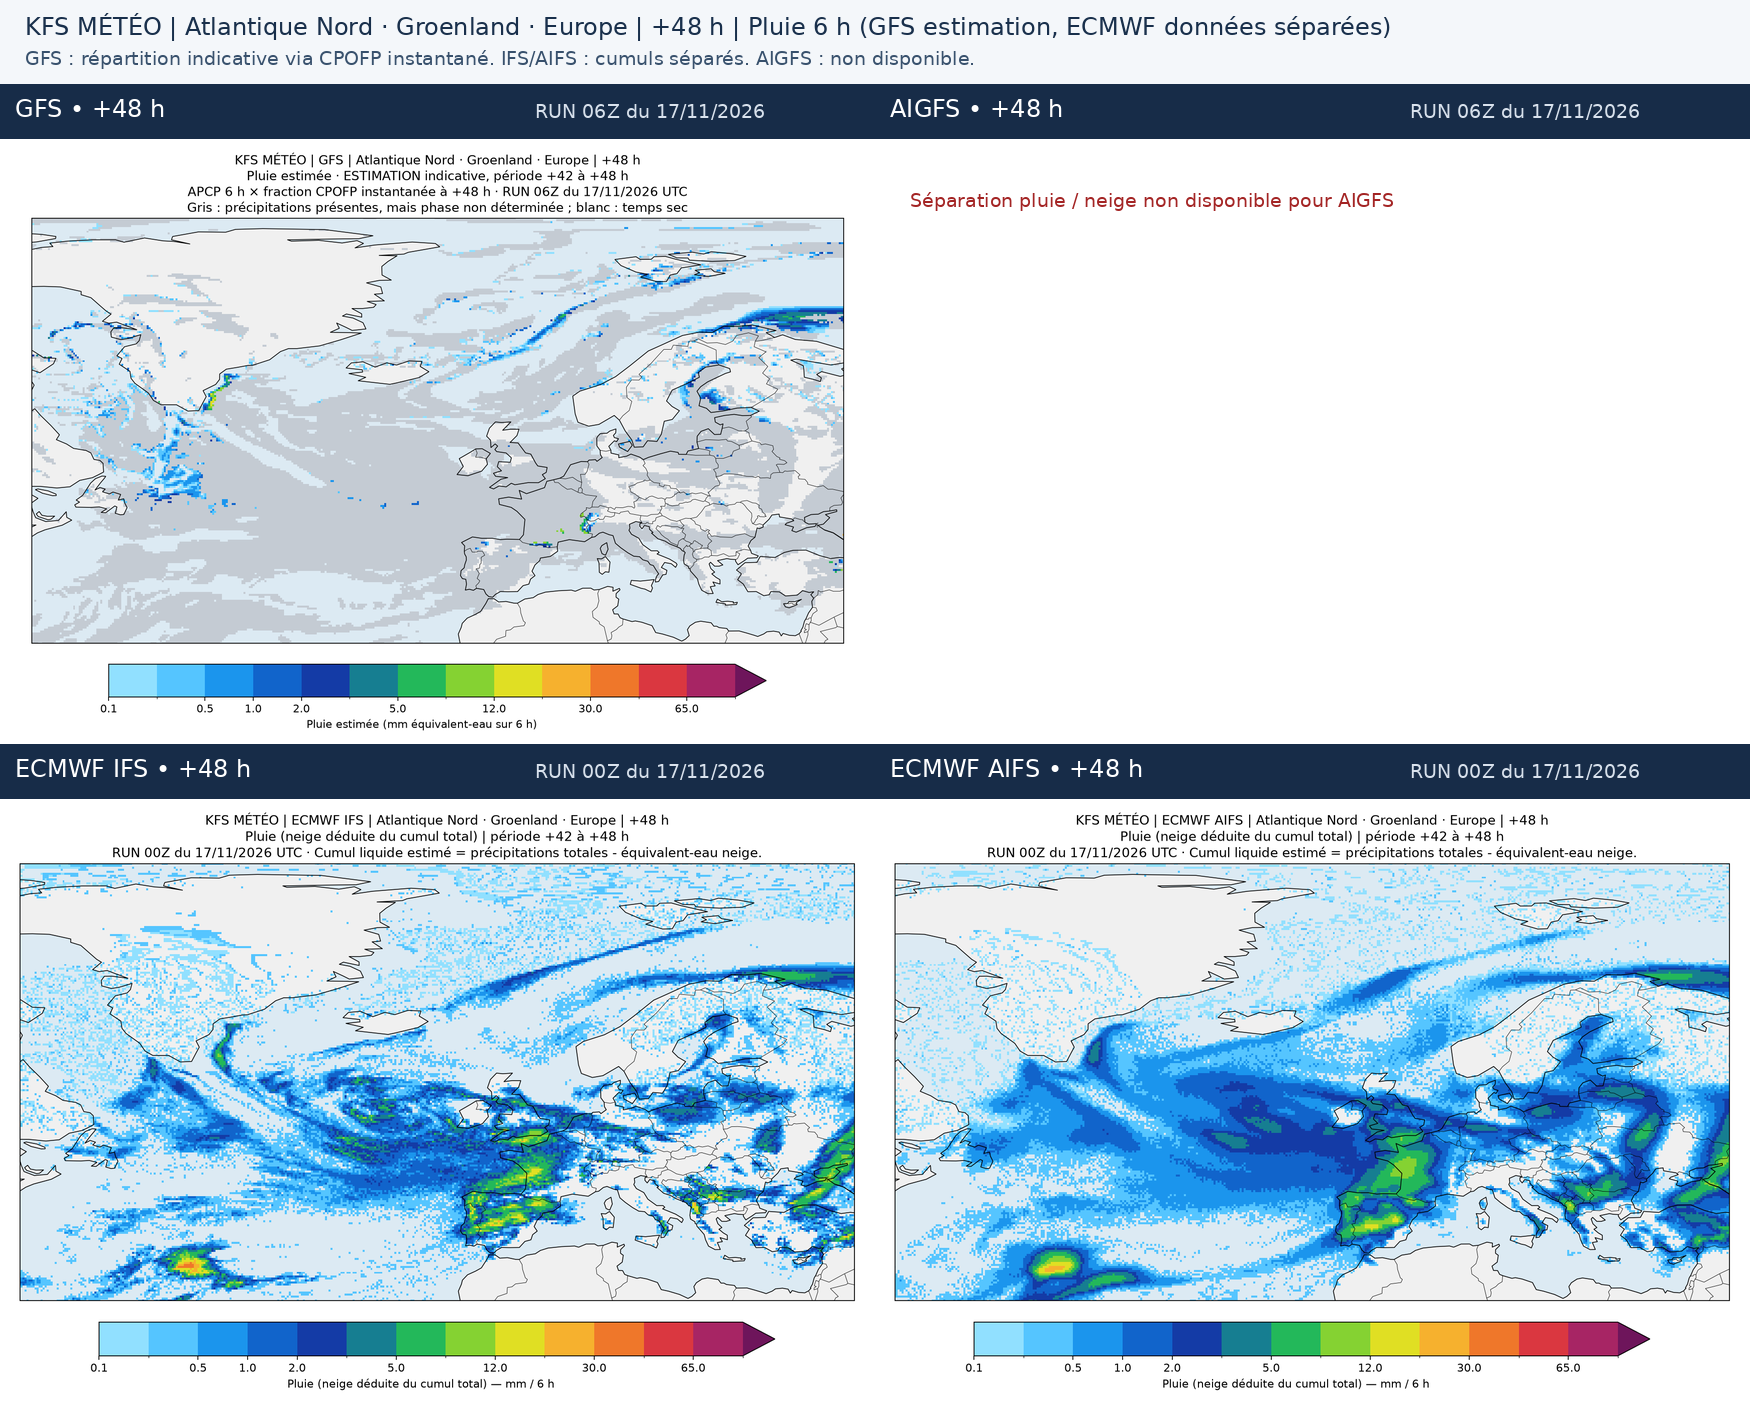 KFS MÉTÉO | Atlantique Nord · Groenland · Europe | +48 h | Pluie 6 h (GFS estimation, ECMWF données séparées)
GFS : répartition indicative via CPOFP instantané. IFS/AIFS : cumuls séparés. AIGFS : non disponible.
GFS • +48 h
RUN 06Z du 17/11/2026
AIGFS • +48 h
RUN 06Z du 17/11/2026
KFS MÉTÉO | GFS | Atlantique Nord · Groenland · Europe | +48 h
Pluie estimée · ESTIMATION indicative, période +42 à +48 h
APCP 6 h × fraction CPOFP instantanée à +48 h · RUN 06Z du 17/11/2026 UTC
Gris : précipitations présentes, mais phase non déterminée ; blanc : temps sec
Séparation pluie / neige non disponible pour AIGFS
0.1 0.5 1.0 2.0 5.0 12.0 30.0 65.0
Pluie estimée (mm équivalent-eau sur 6 h)
ECMWF IFS • +48 h
RUN 00Z du 17/11/2026
ECMWF AIFS • +48 h
RUN 00Z du 17/11/2026
KFS MÉTÉO | ECMWF IFS | Atlantique Nord · Groenland · Europe | +48 h
Pluie (neige déduite du cumul total) | période +42 à +48 h
RUN 00Z du 17/11/2026 UTC · Cumul liquide estimé = précipitations totales - équivalent-eau neige.
KFS MÉTÉO | ECMWF AIFS | Atlantique Nord · Groenland · Europe | +48 h
Pluie (neige déduite du cumul total) | période +42 à +48 h
RUN 00Z du 17/11/2026 UTC · Cumul liquide estimé = précipitations totales - équivalent-eau neige.
0.1 0.5 1.0 2.0 5.0 12.0 30.0 65.0
Pluie (neige déduite du cumul total) — mm / 6 h
0.1 0.5 1.0 2.0 5.0 12.0 30.0 65.0
Pluie (neige déduite du cumul total) — mm / 6 h